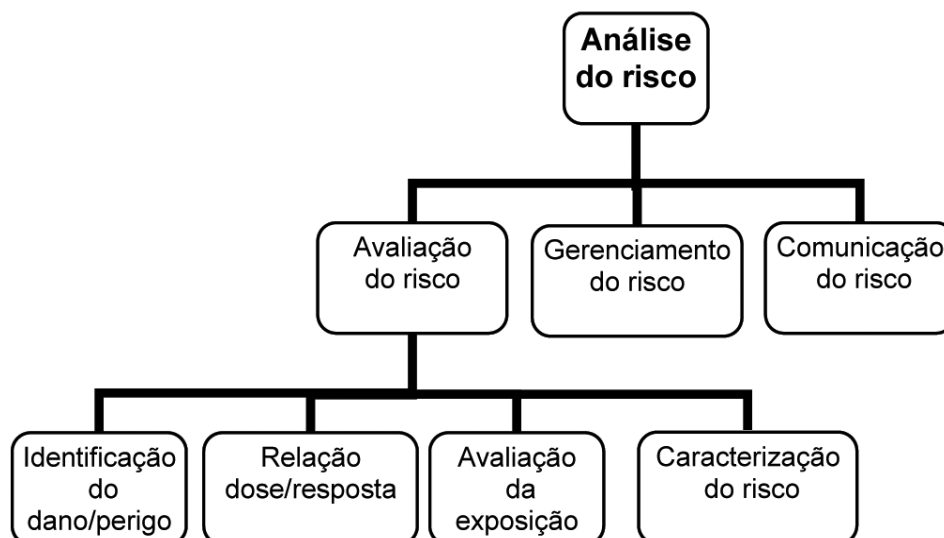 Análise
do risco
Avaliação
do risco
Gerenciamento
do risco
Comunicação
do risco
Identificação
do
dano/perigo
Relação
dose/resposta
Avaliação
da
exposição
Caracterização
do risco